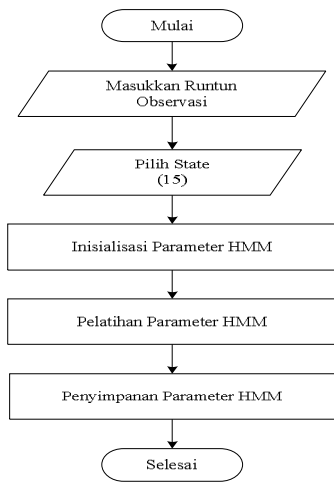 Mulai
Masukkan Runtun
Observasi
Pilih State
(15)
Inisialisasi Parameter HMM
Pelatihan Parameter HMM
Penyimpanan Parameter HMM
Selesai